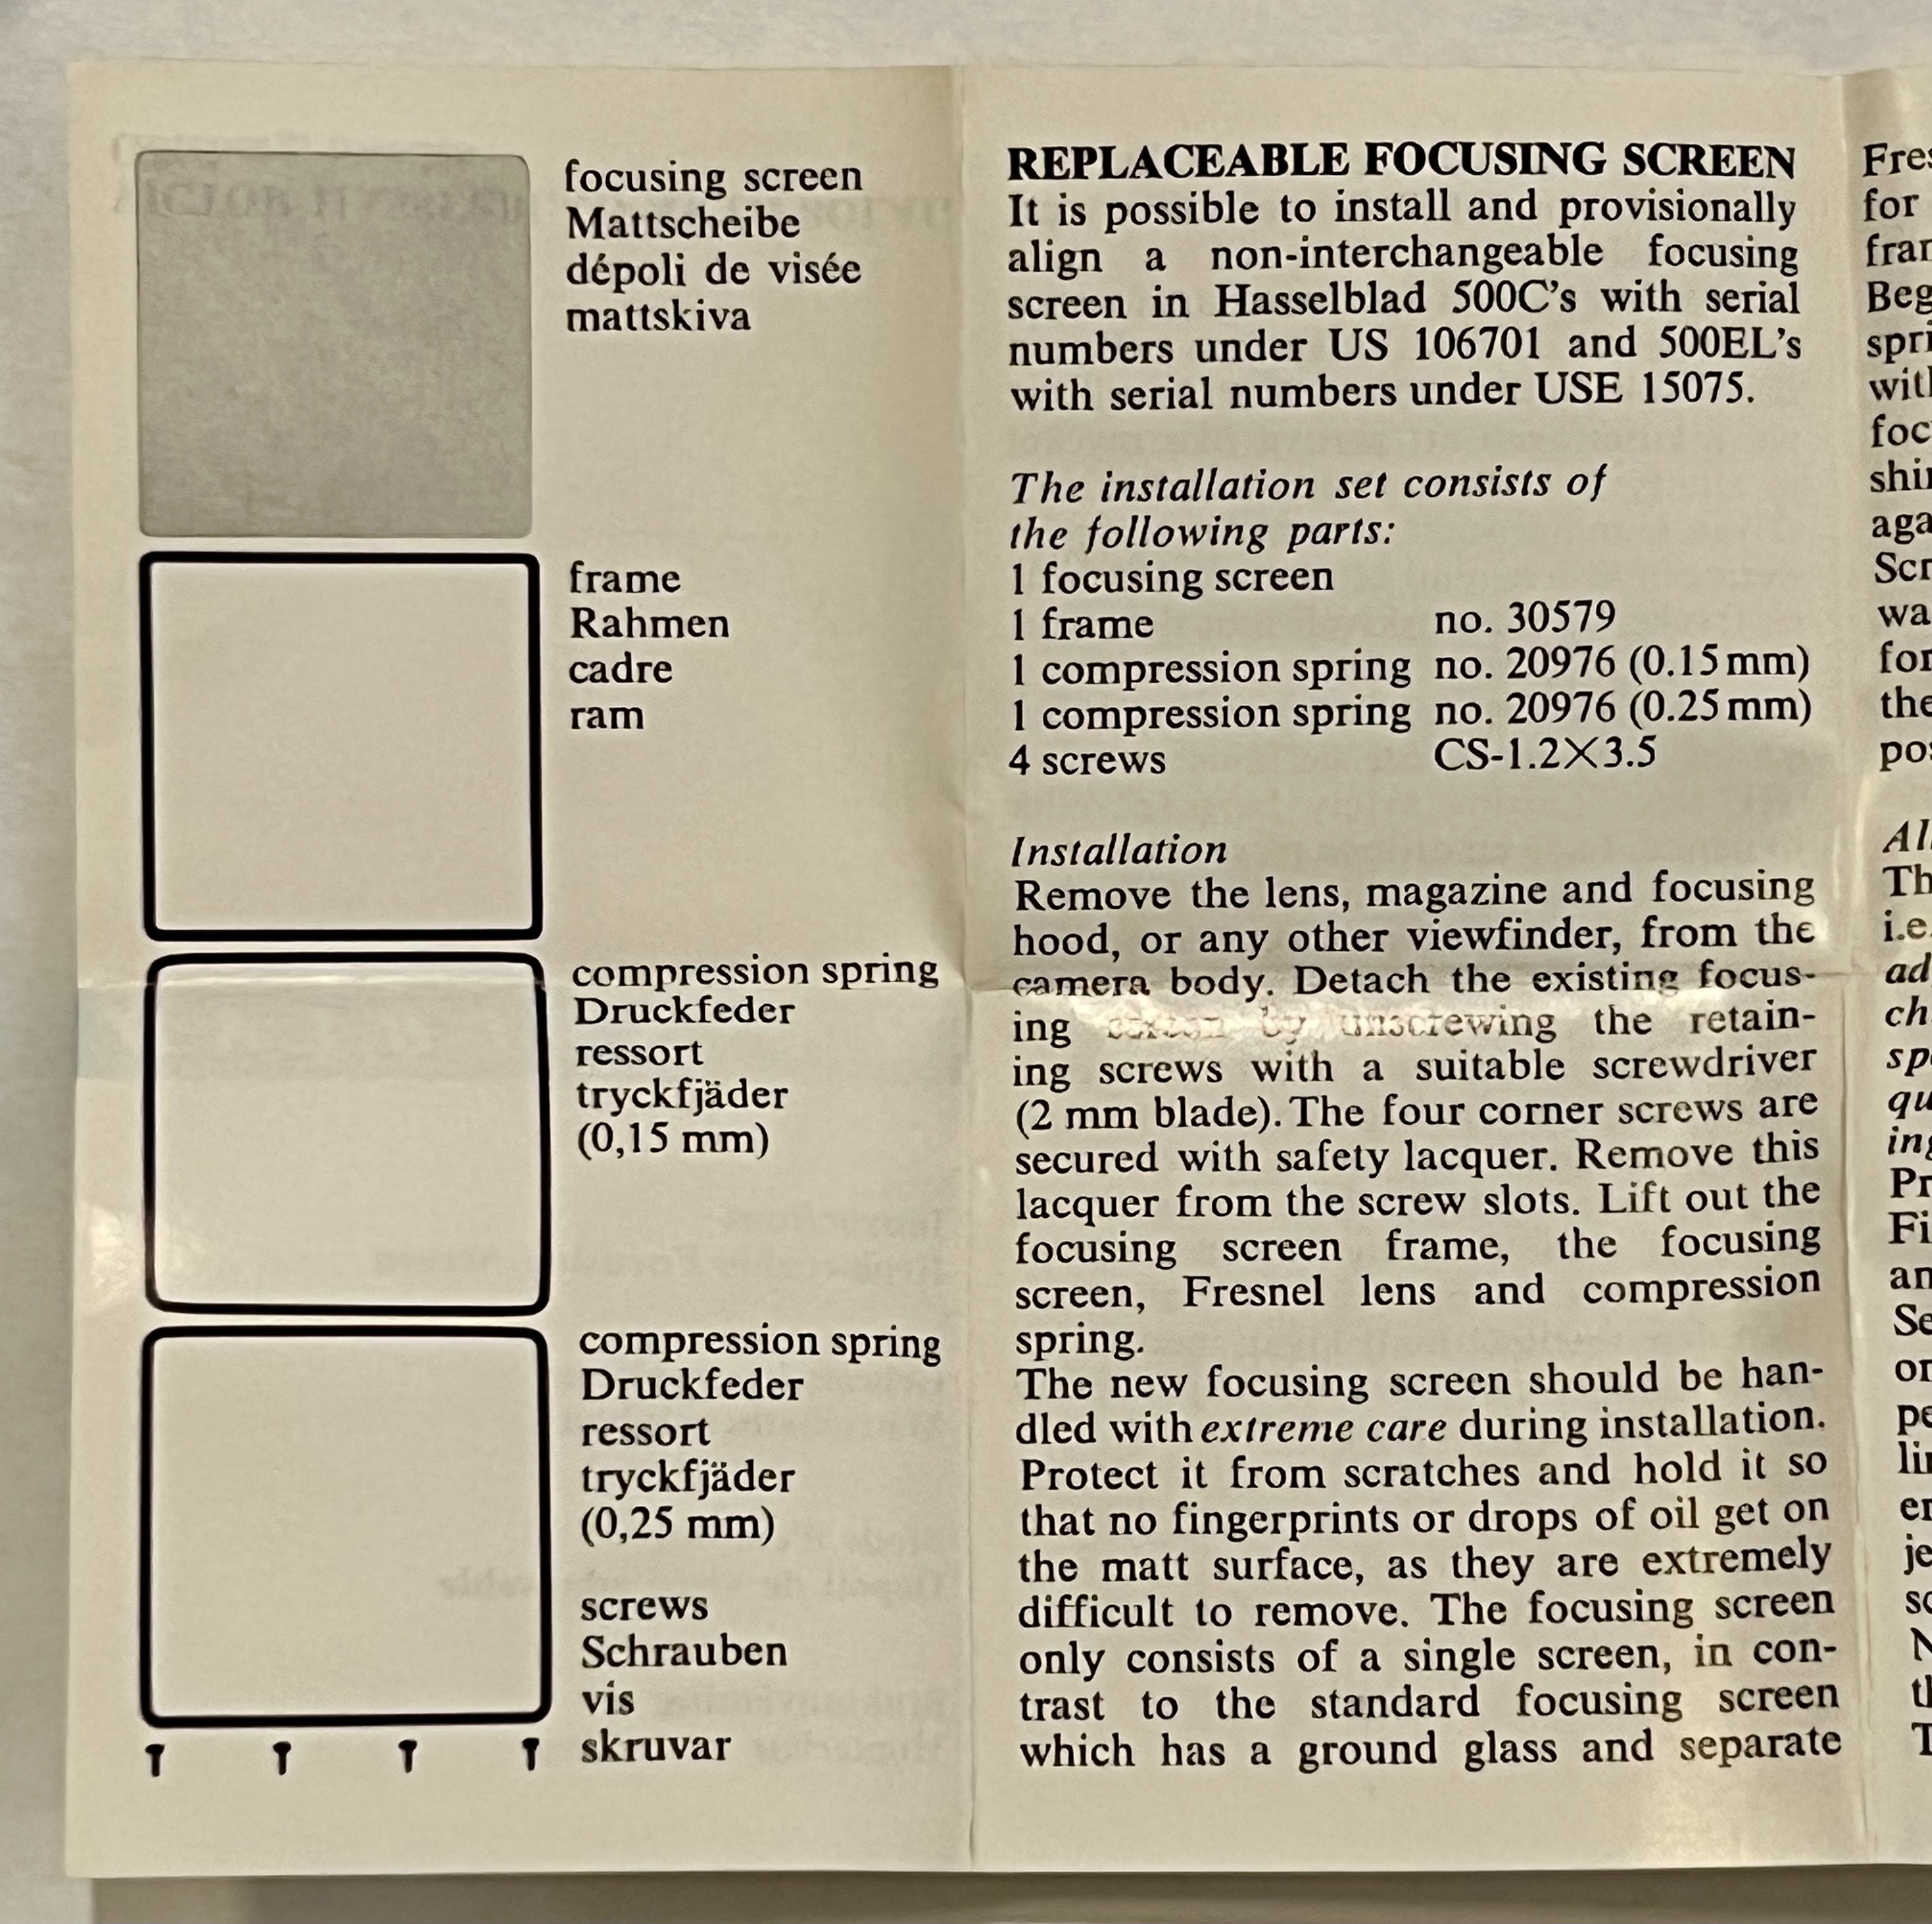 focusing screen
Mattscheibe
dépoli de visée
mattskiva
frame
Rahmen
cadre
ram
compression spring
Druckfeder
ressort
tryckfjäder
(0,15 mm)
compression spring
Druckfeder
ressort
tryckfjäder
(0,25 mm)
screws
Schrauben
vis
skruvar
REPLACEABLE FOCUSING SCREEN
It is possible to install and provisionally
align a non-interchangeable focusing
screen in Hasselblad 500C's with serial
numbers under US 106701 and 500EL's
with serial numbers under USE 15075.
The installation set consists of
the following parts:
1 focusing screen
1 frame no. 30579
1 compression spring no. 20976 (0.15 mm)
1 compression spring no. 20976 (0.25 mm)
4 screws CS-1.2×3.5
Installation
Remove the lens, magazine and focusing
hood, or any other viewfinder, from the
camera body. Detach the existing focus-
ing screen by unscrewing the retain-
ing screws with a suitable screwdriver
(2 mm blade). The four corner screws are
secured with safety lacquer. Remove this
lacquer from the screw slots. Lift out the
focusing screen frame, the focusing
screen, Fresnel lens and compression
spring.
The new focusing screen should be han-
dled with extreme care during installation.
Protect it from scratches and hold it so
that no fingerprints or drops of oil get on
the matt surface, as they are extremely
difficult to remove. The focusing screen
only consists of a single screen, in con-
trast to the standard focusing screen
which has a ground glass and separate
for
i.e.